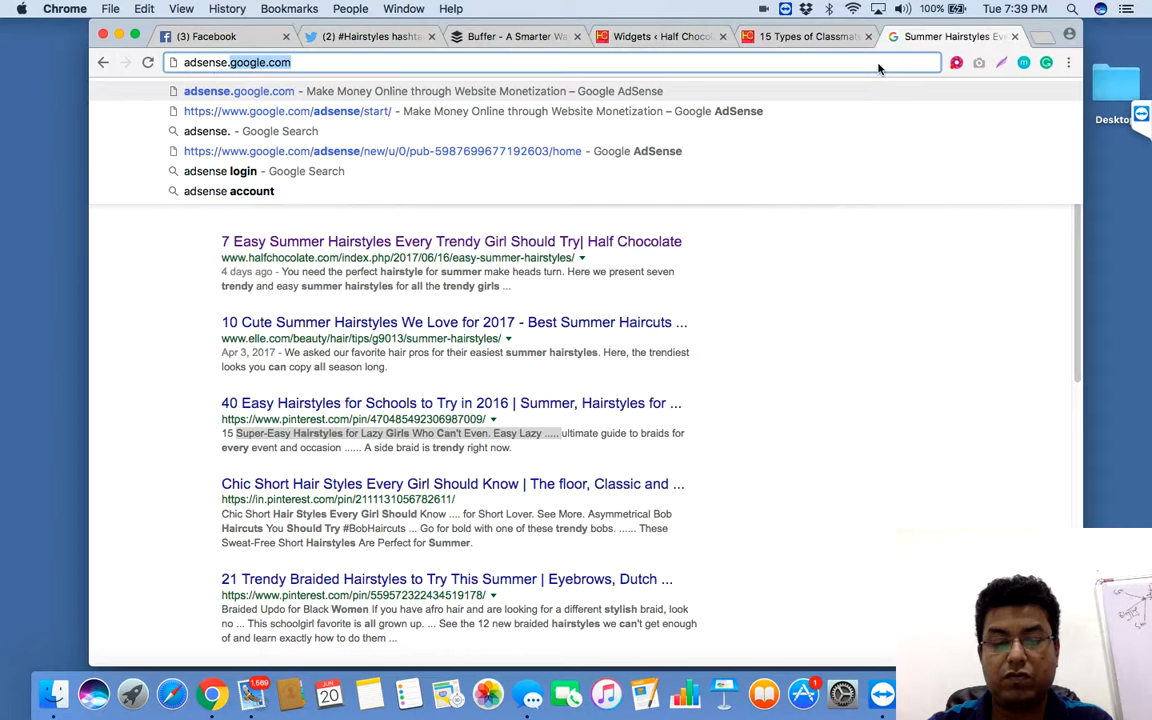 Chrome File Edit View History Bookmarks People Window Help 100% Tue 7:39 PM
(3) Facebook (2) #Hairstyles hashta Buffer - A Smarter Wa Widgets ‹ Half Chocol 15 Types of Classmat Summer Hairstyles Eve
adsense.google.com
adsense.google.com - Make Money Online through Website Monetization – Google AdSense
https://www.google.com/adsense/start/ - Make Money Online through Website Monetization – Google AdSense
adsense. - Google Search
https://www.google.com/adsense/new/u/0/pub-5987699677192603/home - Google AdSense
adsense login - Google Search
adsense account
Desktop
7 Easy Summer Hairstyles Every Trendy Girl Should Try| Half Chocolate
www.halfchocolate.com/index.php/2017/06/16/easy-summer-hairstyles/
4 days ago - You need the perfect hairstyle for summer make heads turn. Here we present seven
trendy and easy summer hairstyles for all the trendy girls ...
10 Cute Summer Hairstyles We Love for 2017 - Best Summer Haircuts ...
www.elle.com/beauty/hair/tips/g9013/summer-hairstyles/
Apr 3, 2017 - We asked our favorite hair pros for their easiest summer hairstyles. Here, the trendiest
looks you can copy all season long.
40 Easy Hairstyles for Schools to Try in 2016 | Summer, Hairstyles for ...
https://www.pinterest.com/pin/470485492306987009/
15 Super-Easy Hairstyles for Lazy Girls Who Can't Even. Easy Lazy ..... ultimate guide to braids for
every event and occasion ...... A side braid is trendy right now.
Chic Short Hair Styles Every Girl Should Know | The floor, Classic and ...
https://in.pinterest.com/pin/2111131056782611/
Chic Short Hair Styles Every Girl Should Know .... for Short Lover. See More. Asymmetrical Bob
Haircuts You Should Try #BobHaircuts ... Go for bold with one of these trendy bobs. ...... These
Sweat-Free Short Hairstyles Are Perfect for Summer.
21 Trendy Braided Hairstyles to Try This Summer | Eyebrows, Dutch ...
https://www.pinterest.com/pin/559572322434519178/
Braided Updo for Black Women If you have afro hair and are looking for a different stylish braid, look
no ... This schoolgirl favorite is all grown up. ... See the 12 new braided hairstyles we can't get enough
of and learn exactly how to do them ...
1,569
JUN
20
1